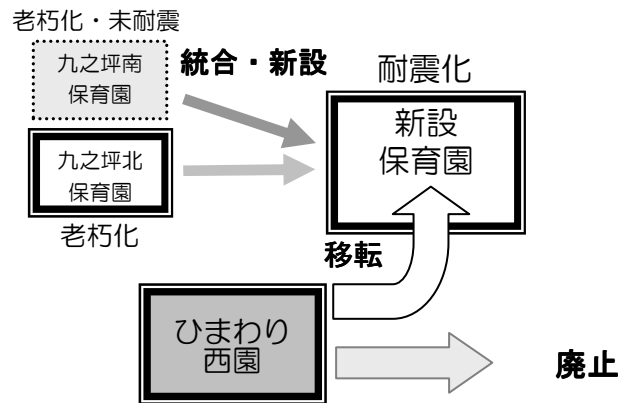 老朽化・未耐震
九之坪南
保育園
統合・新設
耐震化
新設
保育園
九之坪北
保育園
老朽化
移転
ひまわり
西園
廃止